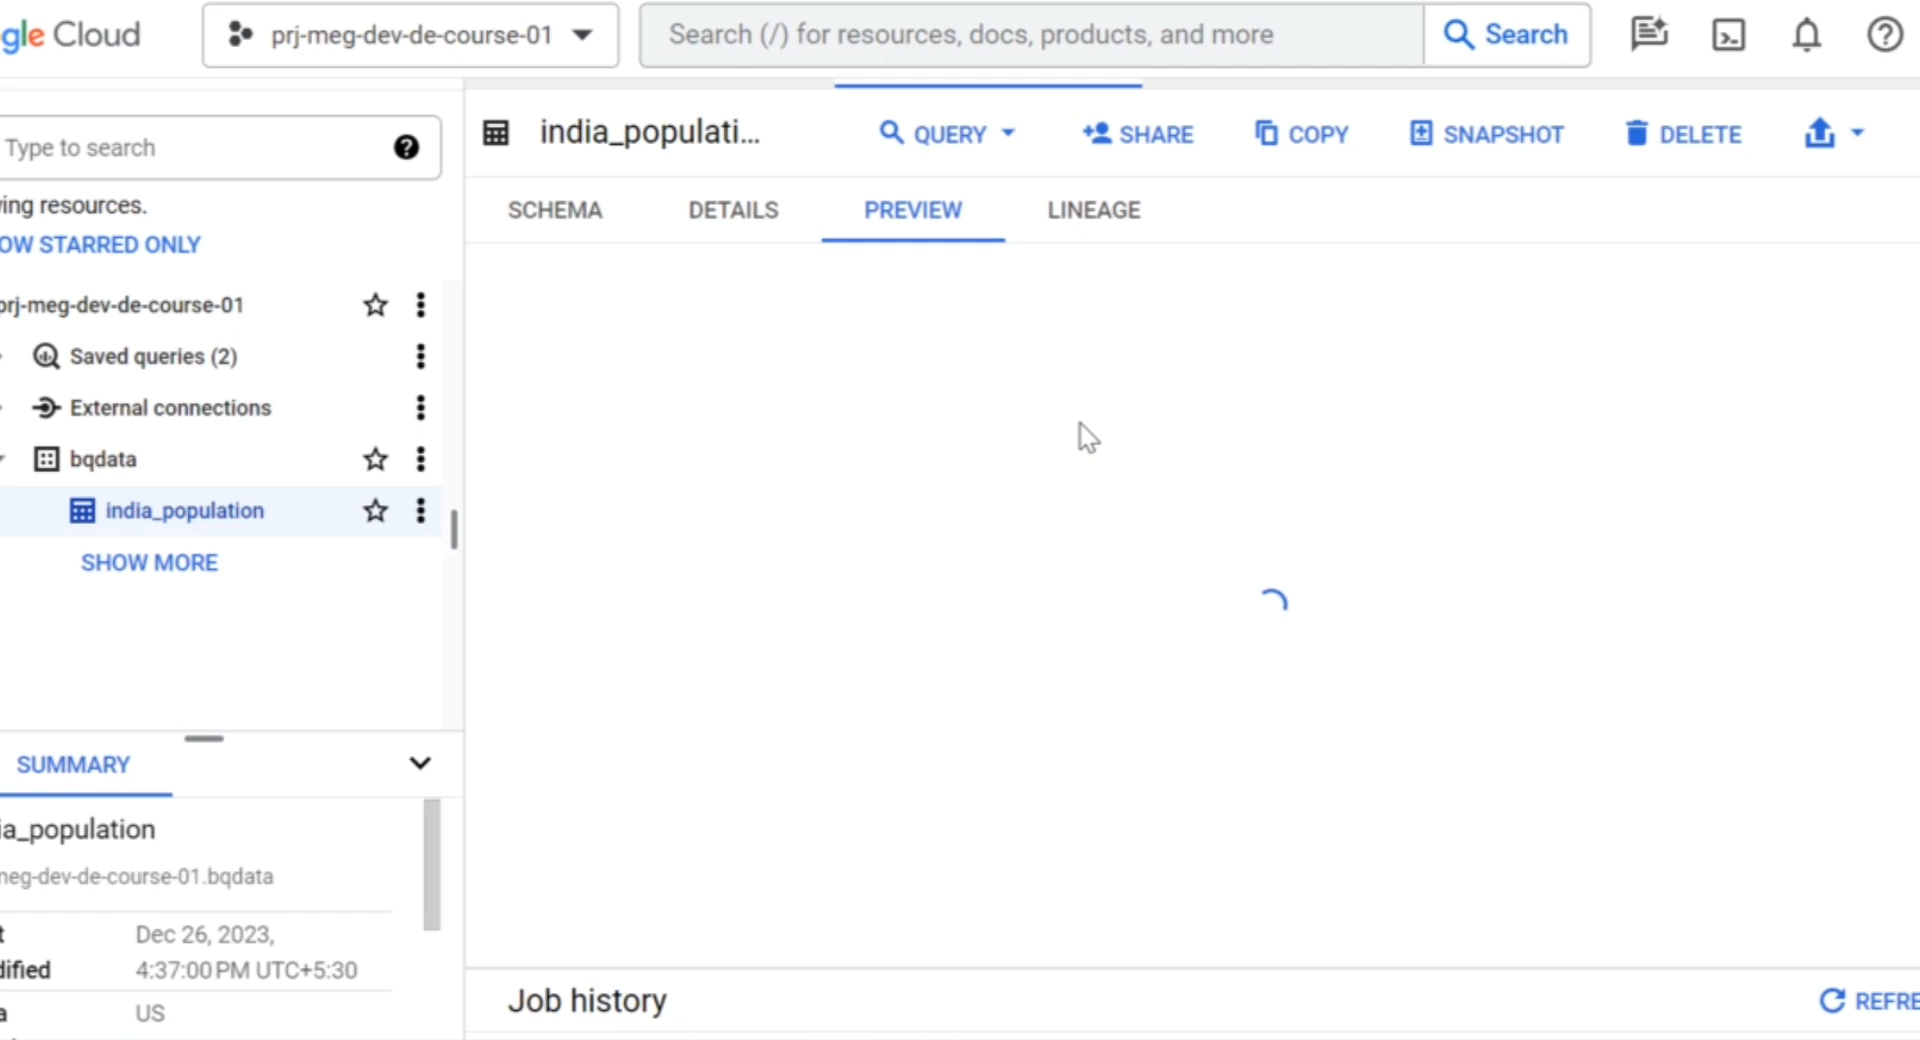 gle Cloud
prj-meg-dev-de-course-01
Search (/) for resources, docs, products, and more
Search
Type to search
ing resources.
OW STARRED ONLY
prj-meg-dev-de-course-01
Saved queries (2)
External connections
bqdata
india_population
SHOW MORE
SUMMARY
ia_population
meg-dev-de-course-01.bqdata
t Dec 26, 2023,
dified 4:37:00 PM UTC+5:30
a US
india_populati...
QUERY
SHARE
COPY
SNAPSHOT
DELETE
SCHEMA
DETAILS
PREVIEW
LINEAGE
Job history
REFRE